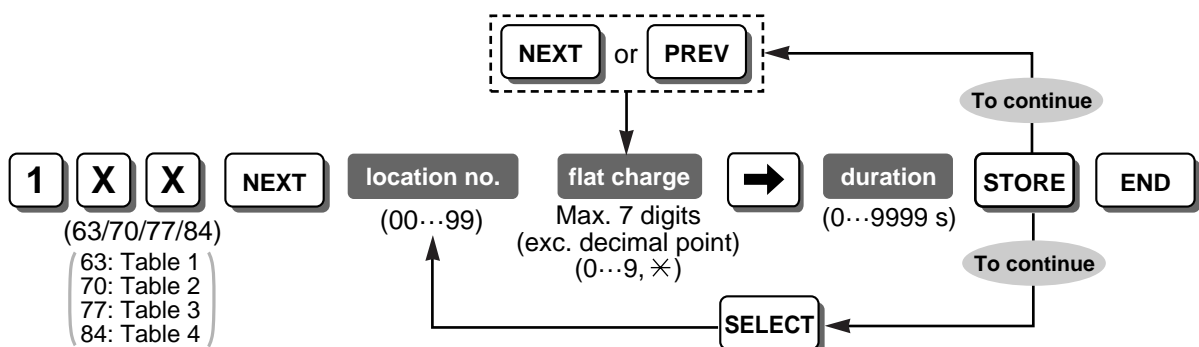 NEXT or PREV
To continue
1 X X NEXT location no. flat charge ➡ duration STORE END
(63/70/77/84)
63: Table 1
70: Table 2
77: Table 3
84: Table 4
(00···99)
Max. 7 digits
(exc. decimal point)
(0···9, ✳)
(0···9999 s)
To continue
SELECT